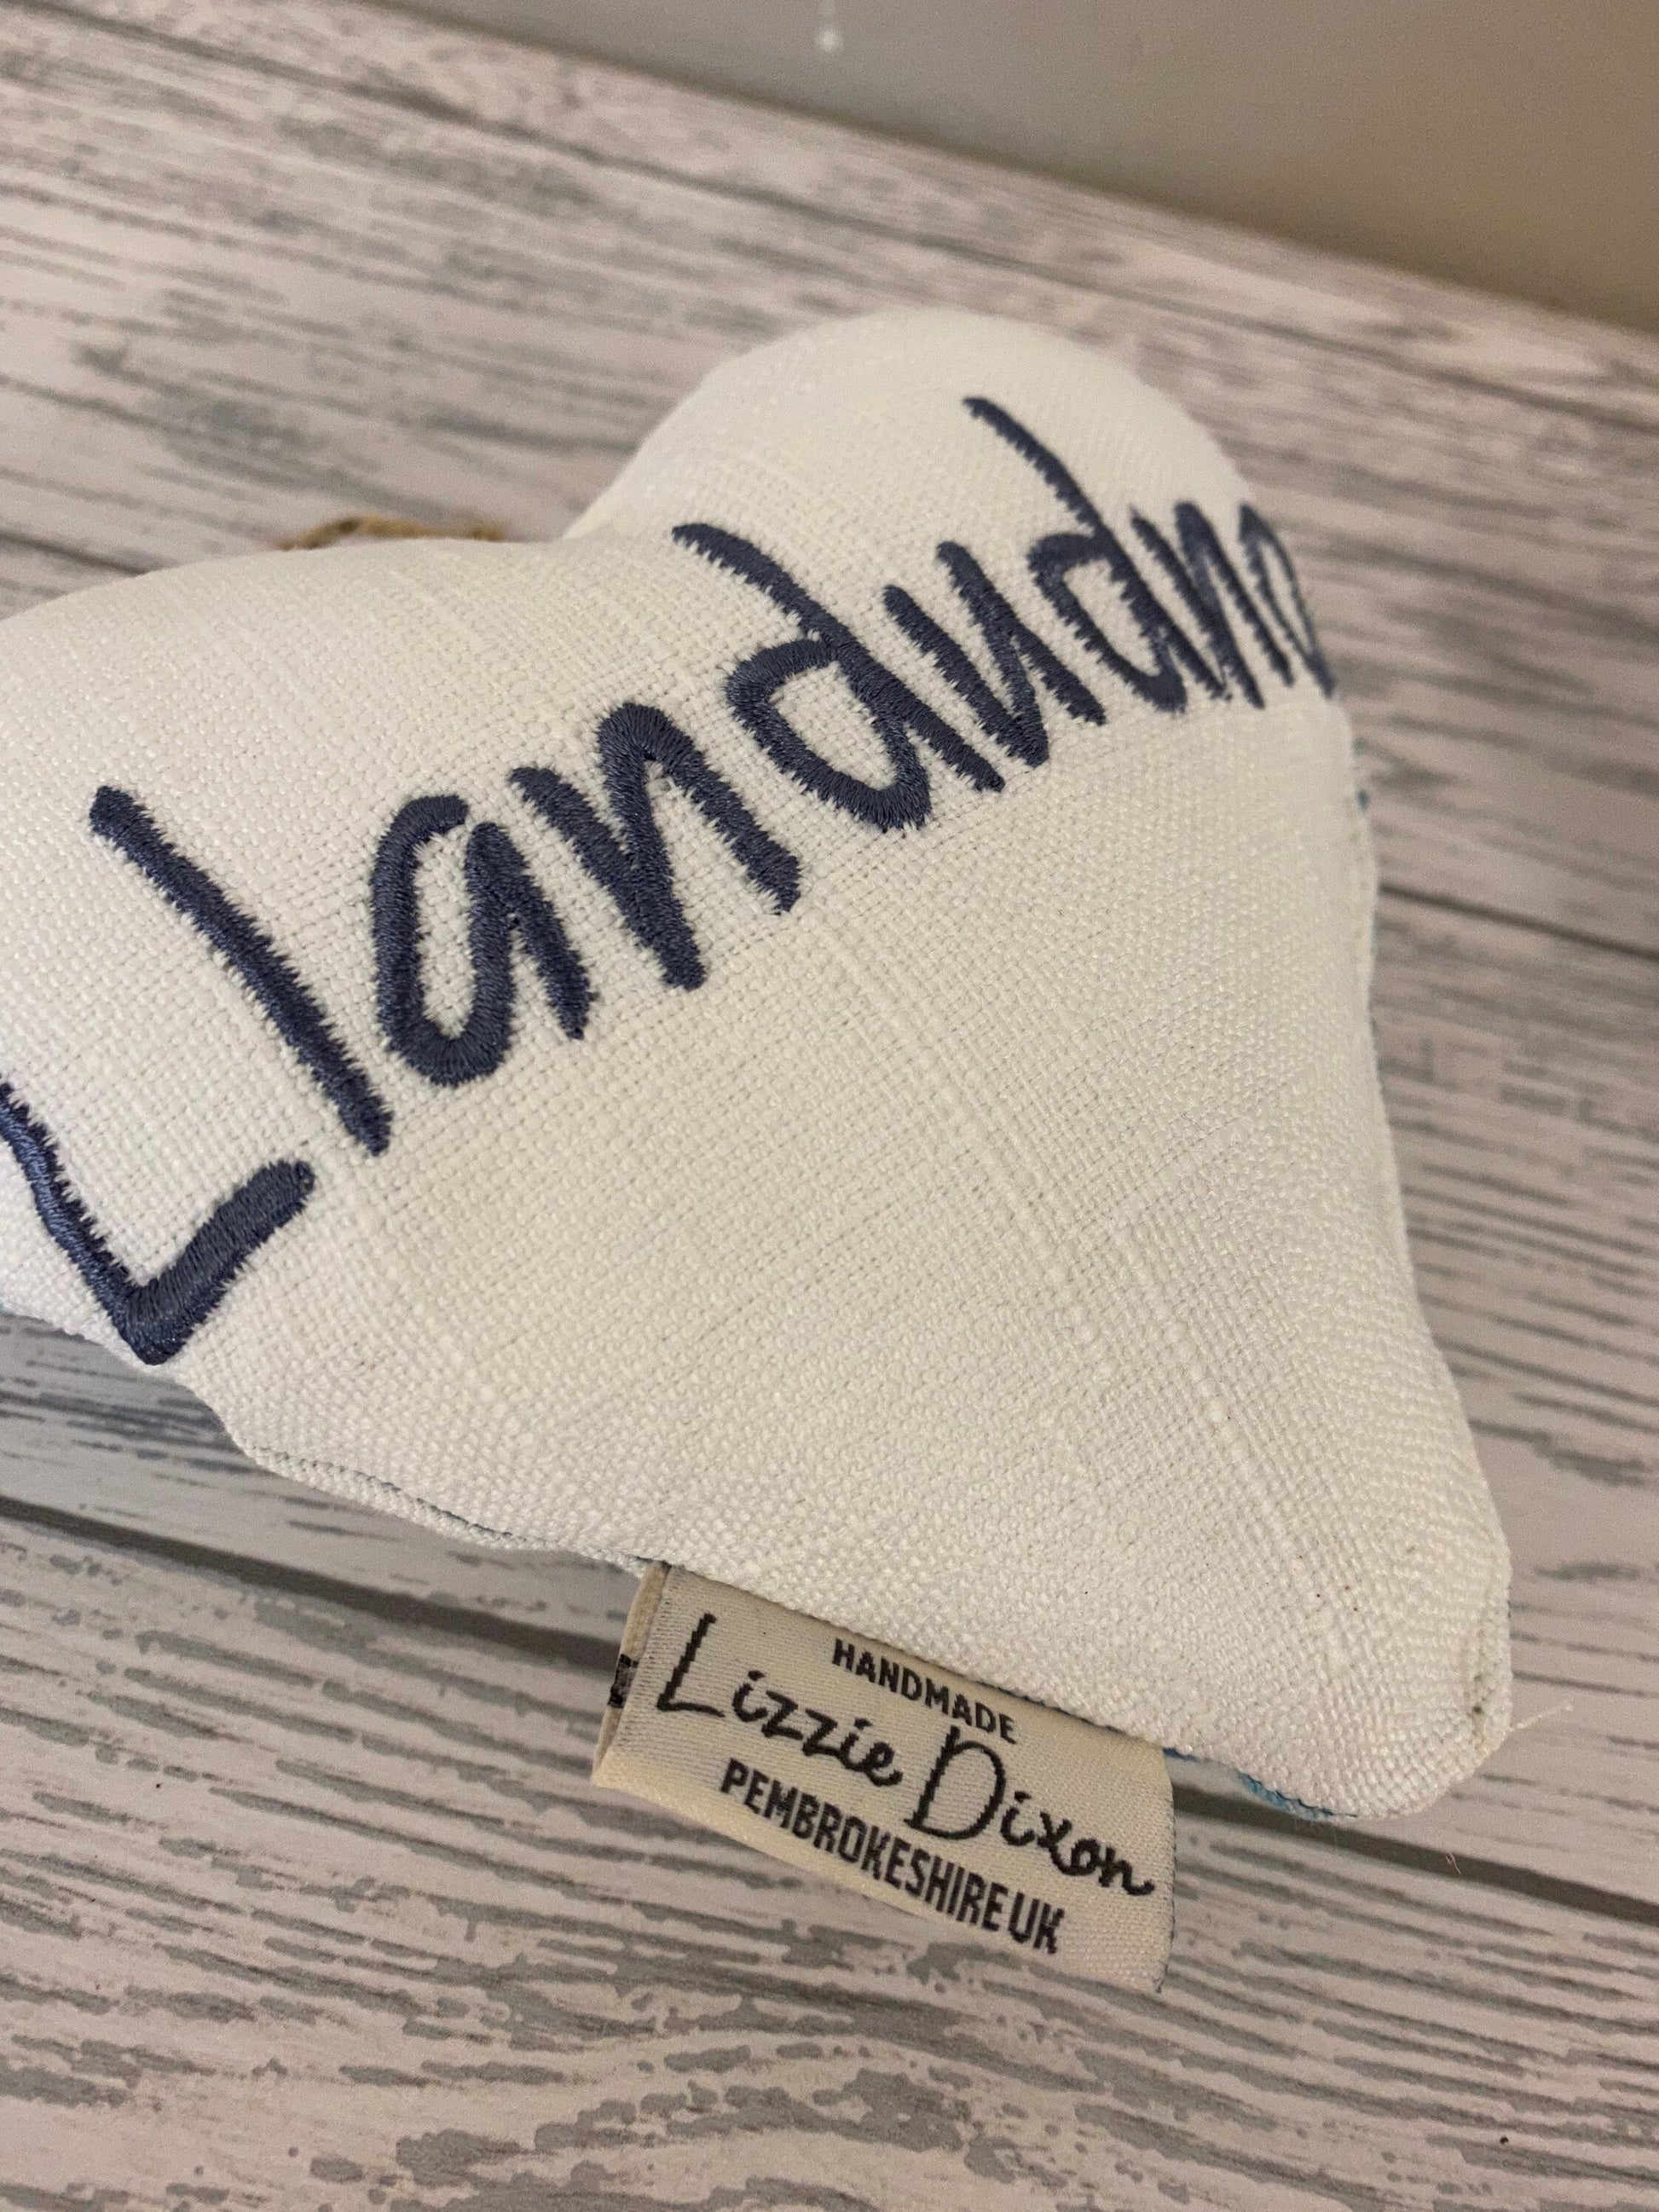 Llandudno
HANDMADE
Lizzie Dixon
PEMBROKESHIRE UK